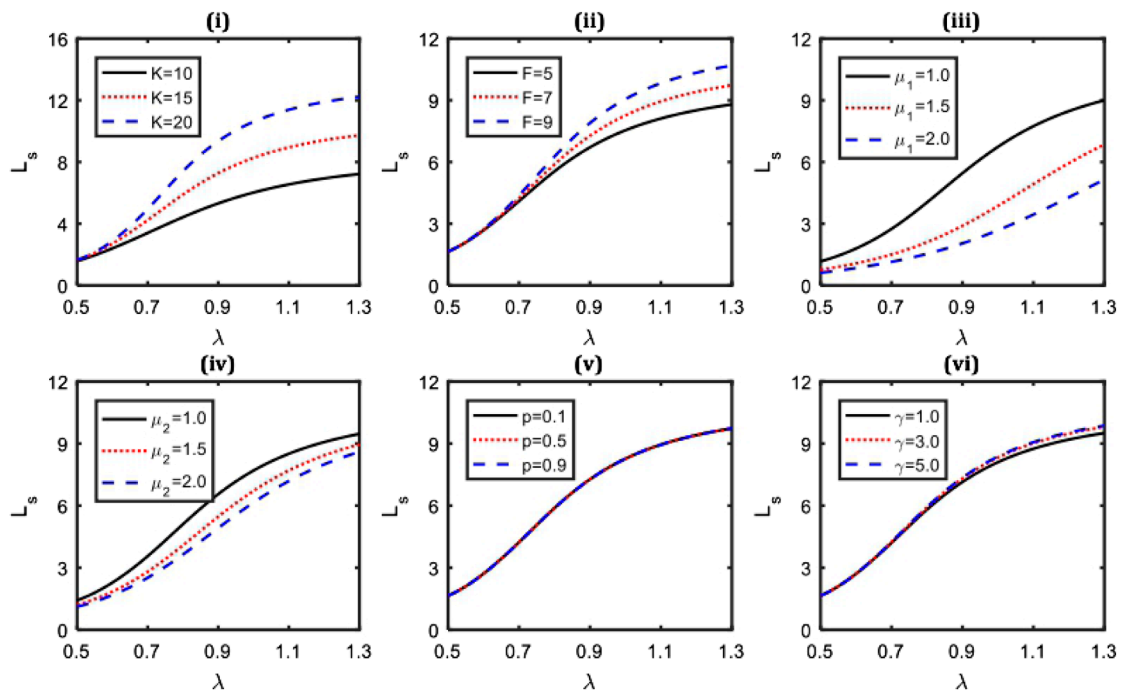 (i)
16
12
8
4
0
L_s
K=10
K=15
K=20
0.5 0.7 0.9 1.1 1.3
λ
(ii)
12
9
6
3
0
L_s
F=5
F=7
F=9
0.5 0.7 0.9 1.1 1.3
λ
(iii)
12
9
6
3
0
L_s
μ_1=1.0
μ_1=1.5
μ_1=2.0
0.5 0.7 0.9 1.1 1.3
λ
(iv)
12
9
6
3
0
L_s
μ_2=1.0
μ_2=1.5
μ_2=2.0
0.5 0.7 0.9 1.1 1.3
λ
(v)
12
9
6
3
0
L_s
p=0.1
p=0.5
p=0.9
0.5 0.7 0.9 1.1 1.3
λ
(vi)
12
9
6
3
0
L_s
γ=1.0
γ=3.0
γ=5.0
0.5 0.7 0.9 1.1 1.3
λ